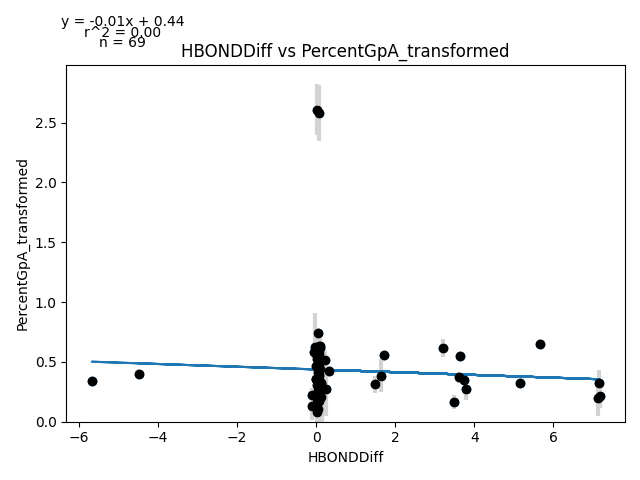 y = -0.01x + 0.44
r^2 = 0.00
n = 69
HBONDDiff vs PercentGpA_transformed
PercentGpA_transformed
2.5
2.0
1.5
1.0
0.5
0.0
−6
−4
−2
0
2
4
6
HBONDDiff